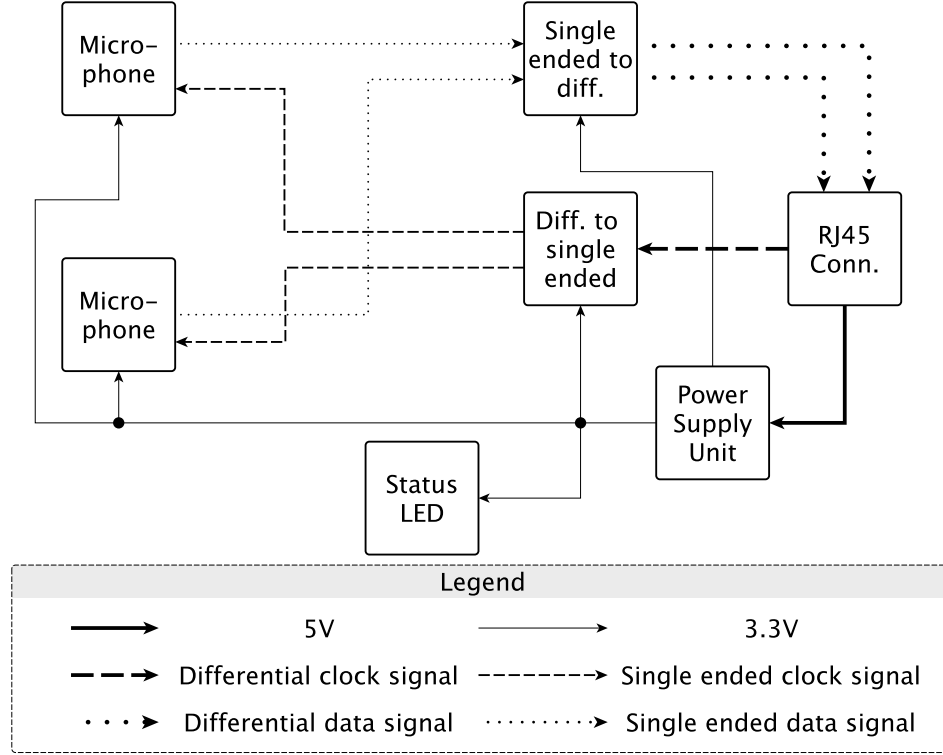 Micro-
phone
Single
ended to
diff.
Diff. to
single
ended
RJ45
Conn.
Micro-
phone
Power
Supply
Unit
Status
LED
Legend
5V
3.3V
Differential clock signal
Single ended clock signal
Differential data signal
Single ended data signal